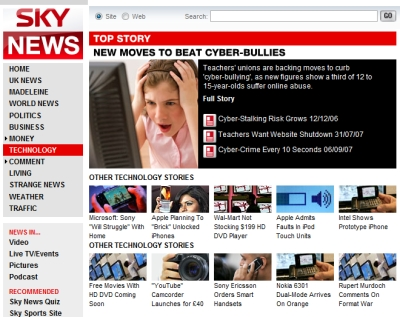 SKY
NEWS
Site Web Search: GO
HOME
UK NEWS
MADELEINE
WORLD NEWS
POLITICS
BUSINESS
MONEY
TECHNOLOGY
COMMENT
LIVING
STRANGE NEWS
WEATHER
TRAFFIC
NEWS IN...
Video
Live TV/Events
Pictures
Podcast
RECOMMENDED
Sky News Quiz
Sky Sports Site
TOP STORY
NEW MOVES TO BEAT CYBER-BULLIES
Teachers' unions are backing moves to curb
'cyber-bullying', as new figures show a third of 12 to
15-year-olds suffer online abuse.
Full Story
Cyber-Stalking Risk Grows 12/12/06
Teachers Want Website Shutdown 31/07/07
Cyber-Crime Every 10 Seconds 06/09/07
OTHER TECHNOLOGY STORIES
Microsoft: Sony
"Will Struggle" With
Home
Apple Planning To
"Brick" Unlocked
iPhones
Wal-Mart Not
Stocking $199 HD
DVD Player
Apple Admits
Faults In iPod
Touch Units
Intel Shows
Prototype iPhone
OTHER TECHNOLOGY STORIES
Free Movies With
HD DVD Coming
Soon
"YouTube"
Camcorder
Launches for £40
Sony Ericsson
Orders Smart
Handsets
Nokia 6301
Dual-Mode Arrives
On Orange
Rupert Murdoch
Comments On
Format War